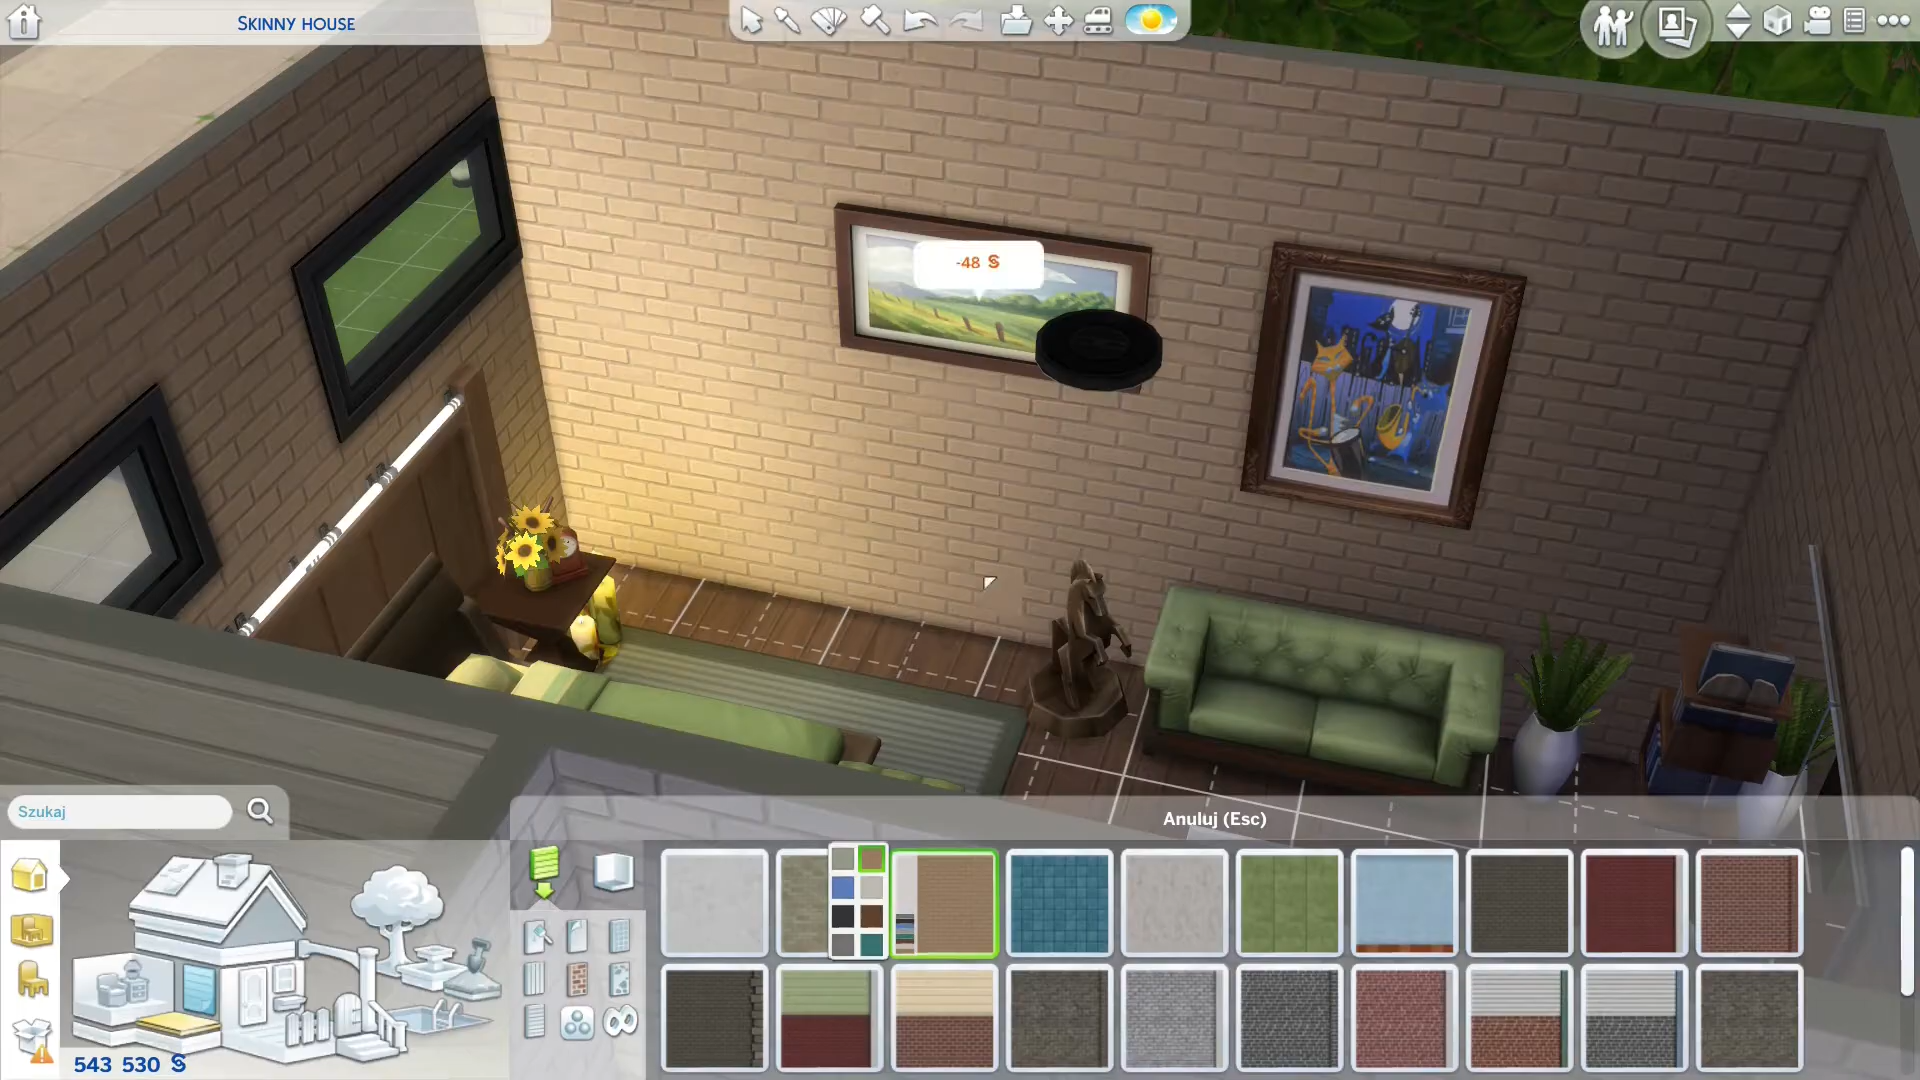 SKINNY HOUSE
-48 §
Szukaj
Anuluj (Esc)
543 530 §